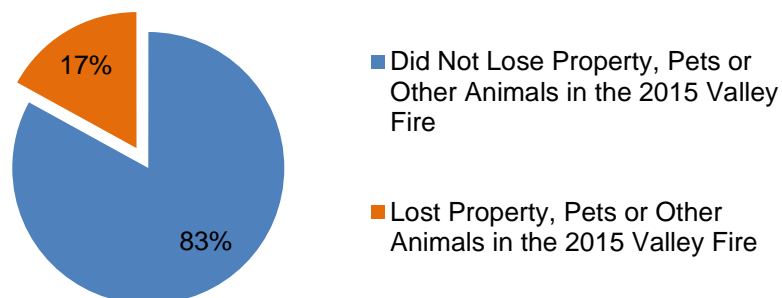 17%
83%
Did Not Lose Property, Pets or
Other Animals in the 2015 Valley
Fire
Lost Property, Pets or Other
Animals in the 2015 Valley Fire